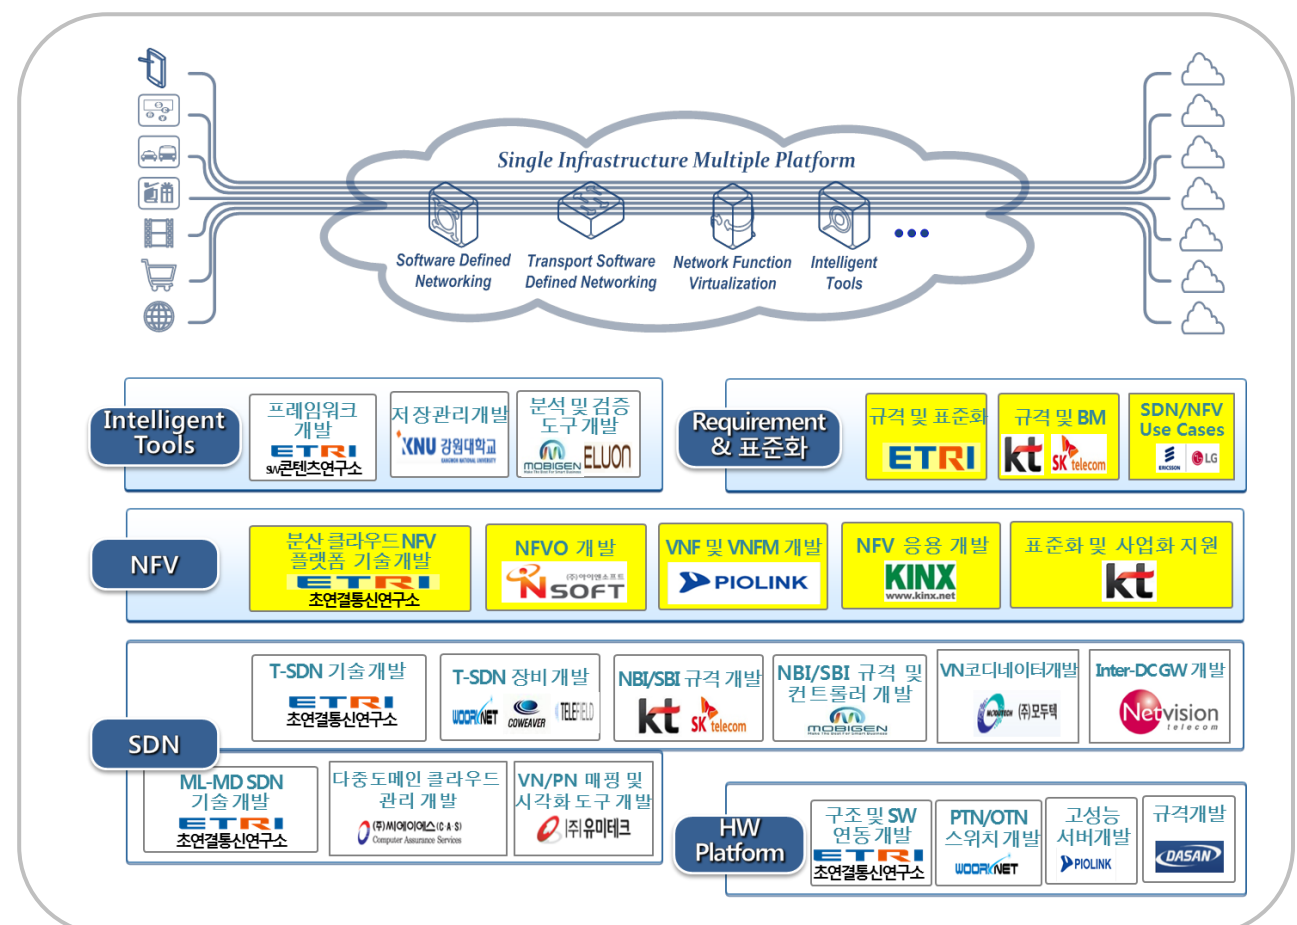 Single Infrastructure Multiple Platform
Software Defined
Networking
Transport Software
Defined Networking
Network Function
Virtualization
Intelligent
Tools
Intelligent
Tools
프레임워크
개발
ETRI
SW콘텐츠연구소
저장관리개발
KNU 강원대학교
KANGWON NATIONAL UNIVERSITY
분석 및 검증
도구 개발
MOBIGEN
ELUON
Requirement
& 표준화
규격 및 표준화
ETRI
규격 및 BM
kt
SK telecom
SDN/NFV
Use Cases
ERICSSON
LG
NFV
분산 클라우드 NFV
플랫폼 기술개발
ETRI
초연결통신연구소
NFVO 개발
(주)아이엔소프트
INSOFT
VNF 및 VNFM 개발
PIOLINK
NFV 응용 개발
KINX
www.kinx.net
표준화 및 사업화 지원
kt
SDN
T-SDN 기술개발
ETRI
초연결통신연구소
T-SDN 장비 개발
WOORINET
COWEAVER
TELEFIELD
NBI/SBI 규격 개발
kt
SK telecom
NBI/SBI 규격 및
컨트롤러 개발
MOBIGEN
VN코디네이터개발
(주)모두텍
Inter-DC GW 개발
Netvision
telecom
ML-MD SDN
기술개발
ETRI
초연결통신연구소
다중도메인 클라우드
관리 개발
(주)씨에이에스(C·A·S)
Computer Assurance Services
VN/PN 매핑 및
시각화 도구 개발
(주)유미테크
HW
Platform
구조 및 SW
연동개발
ETRI
초연결통신연구소
PTN/OTN
스위치 개발
WOORINET
고성능
서버개발
PIOLINK
규격개발
DASAN